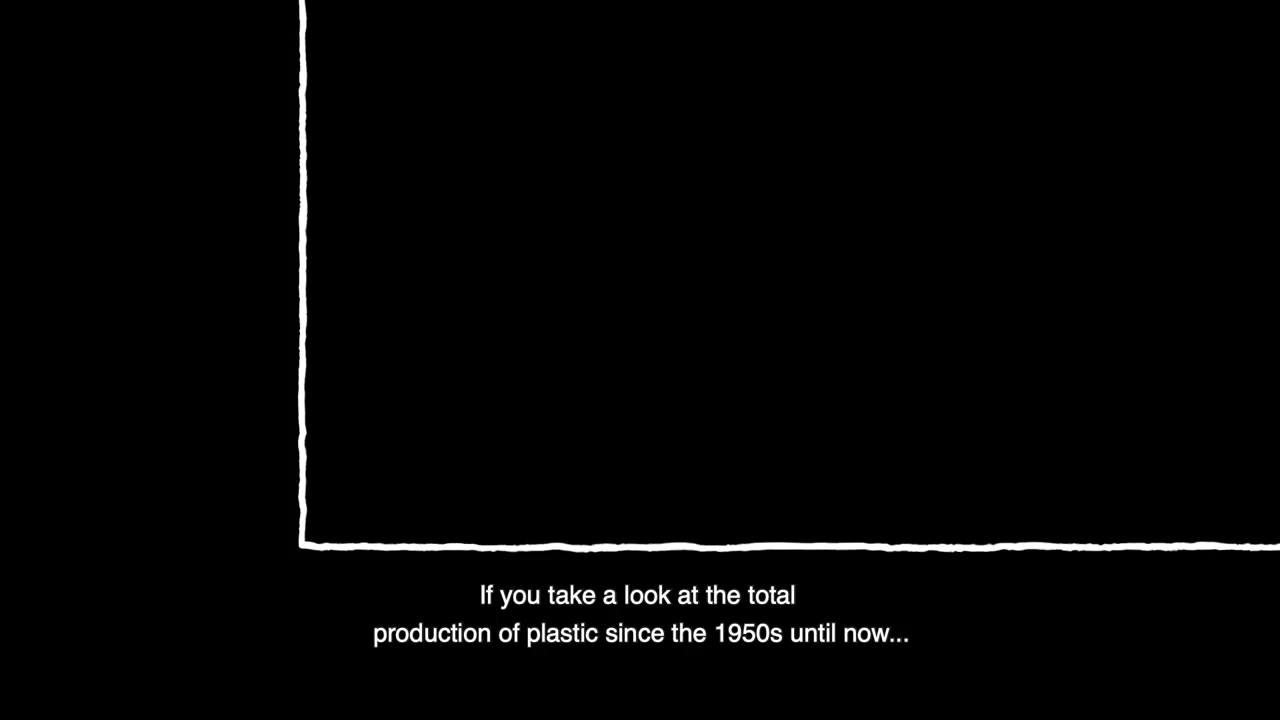 If you take a look at the total
production of plastic since the 1950s until now...